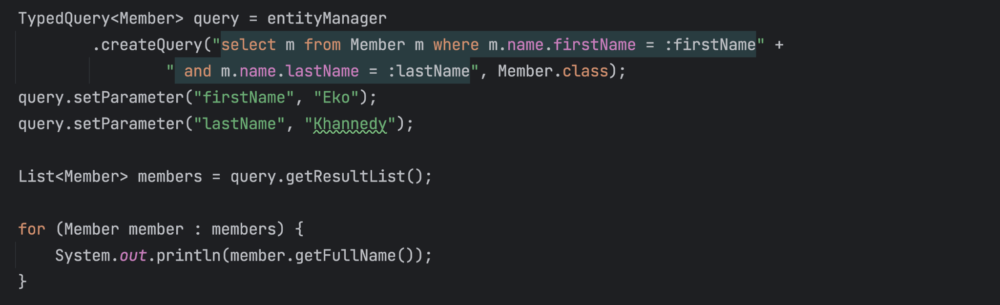 TypedQuery<Member> query = entityManager
.createQuery("select m from Member m where m.name.firstName = :firstName" +
" and m.name.lastName = :lastName", Member.class);
query.setParameter("firstName", "Eko");
query.setParameter("lastName", "Khannedy");
List<Member> members = query.getResultList();
for (Member member : members) {
System.out.println(member.getFullName());
}